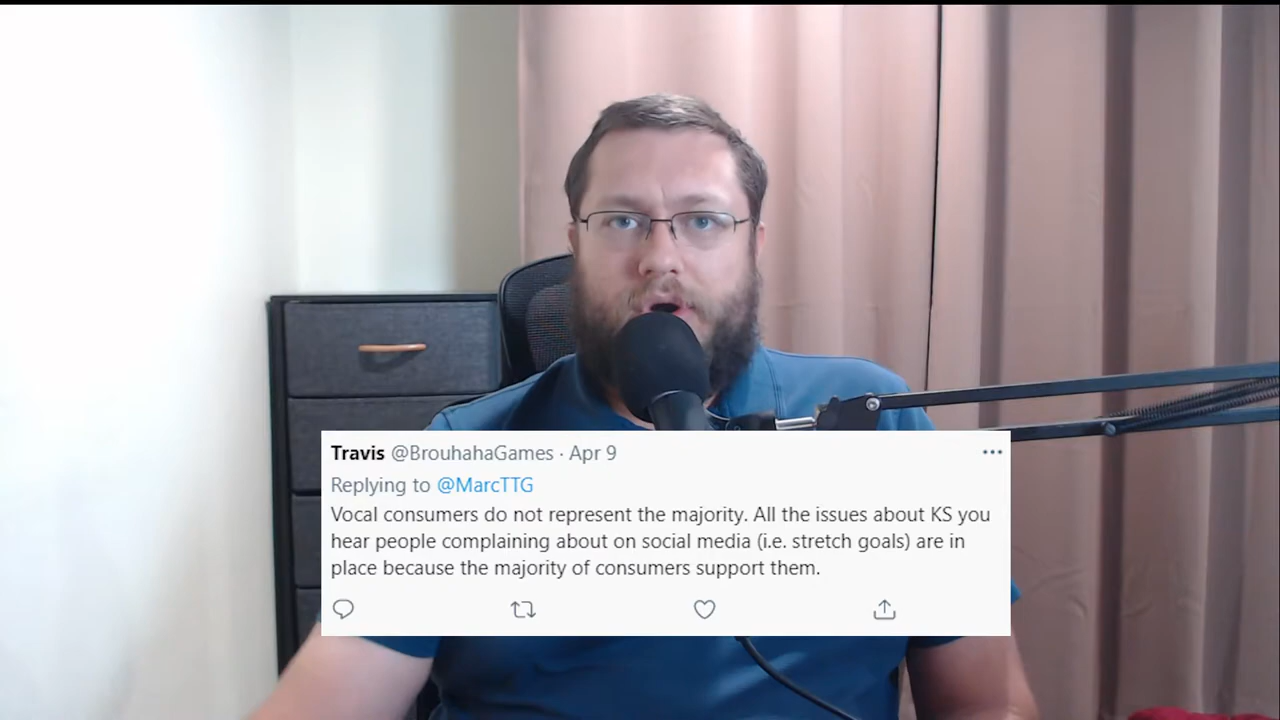 Travis @BrouhahaGames · Apr 9
Replying to @MarcTTG
Vocal consumers do not represent the majority. All the issues about KS you
hear people complaining about on social media (i.e. stretch goals) are in
place because the majority of consumers support them.